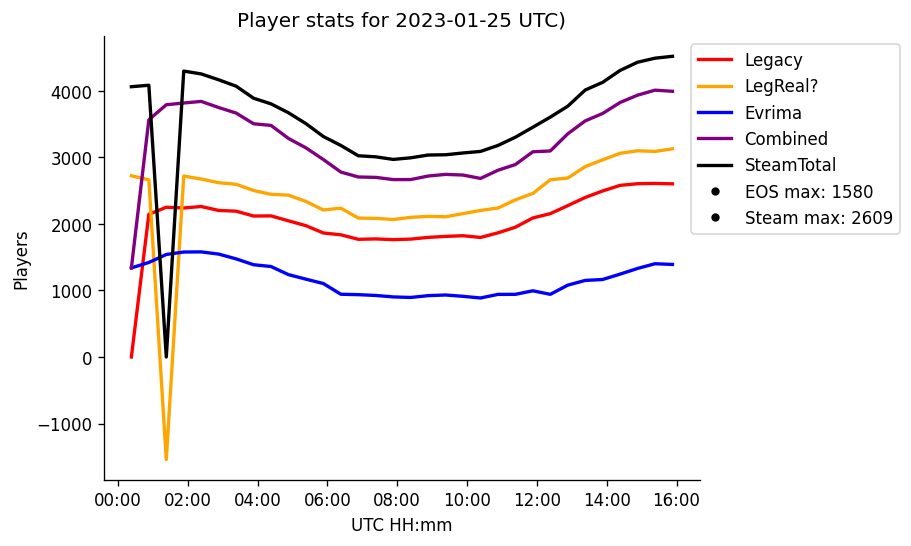 Player stats for 2023-01-25 UTC)
Legacy
LegReal?
Evrima
Combined
SteamTotal
EOS max: 1580
Steam max: 2609
Players
4000
3000
2000
1000
0
−1000
00:00 02:00 04:00 06:00 08:00 10:00 12:00 14:00 16:00
UTC HH:mm